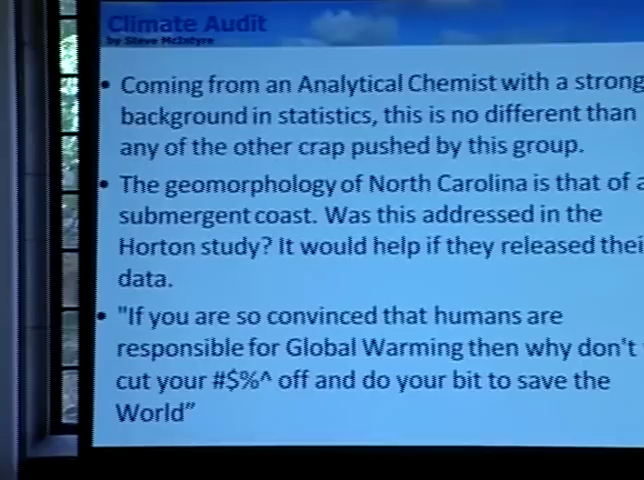 Climate Audit
by Steve McIntyre
• Coming from an Analytical Chemist with a strong
background in statistics, this is no different than
any of the other crap pushed by this group.
• The geomorphology of North Carolina is that of a
submergent coast. Was this addressed in the
Horton study? It would help if they released thei
data.
• "If you are so convinced that humans are
responsible for Global Warming then why don't
cut your #$%^ off and do your bit to save the
World”